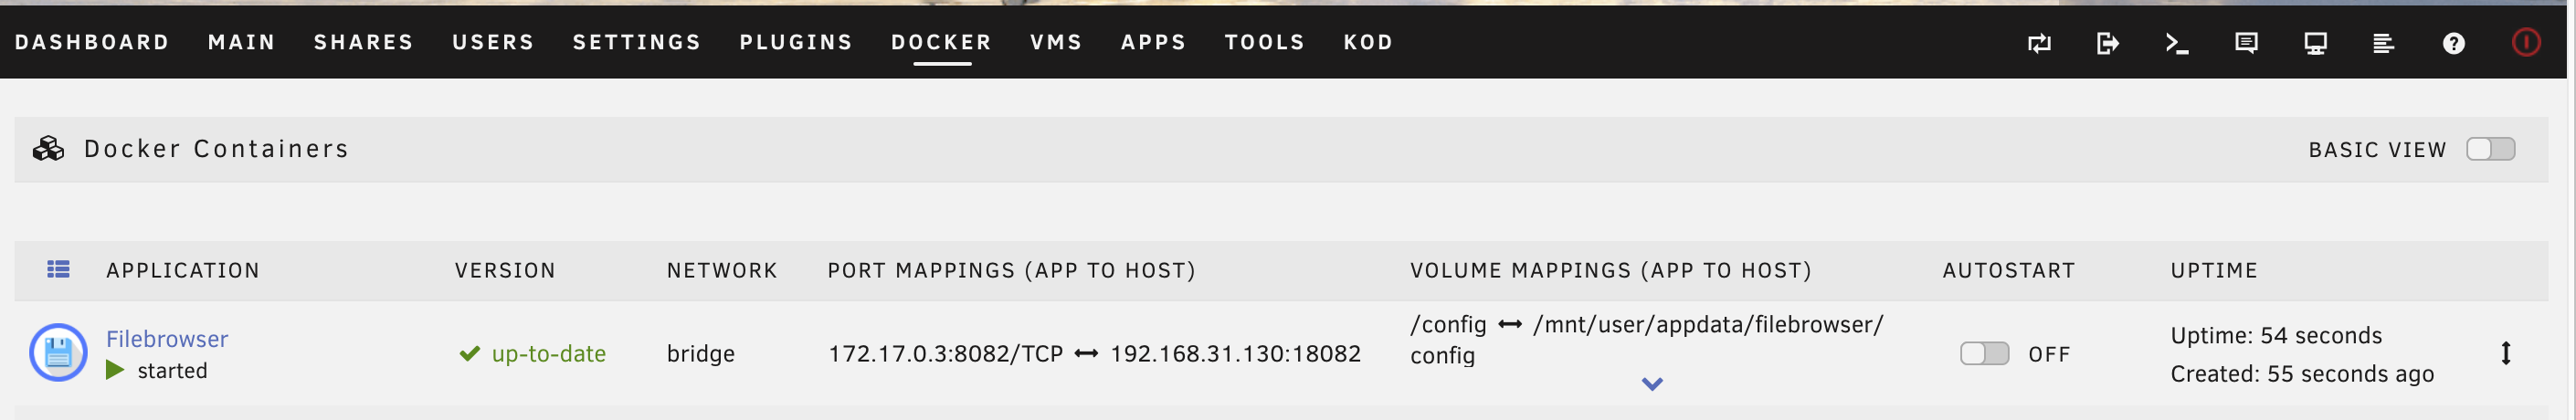 DASHBOARD MAIN SHARES USERS SETTINGS PLUGINS DOCKER VMS APPS TOOLS KOD
Docker Containers
BASIC VIEW
APPLICATION VERSION NETWORK PORT MAPPINGS (APP TO HOST) VOLUME MAPPINGS (APP TO HOST) AUTOSTART UPTIME
Filebrowser
started
up-to-date
bridge
172.17.0.3:8082/TCP ↔ 192.168.31.130:18082
/config ↔ /mnt/user/appdata/filebrowser/
config
OFF
Uptime: 54 seconds
Created: 55 seconds ago